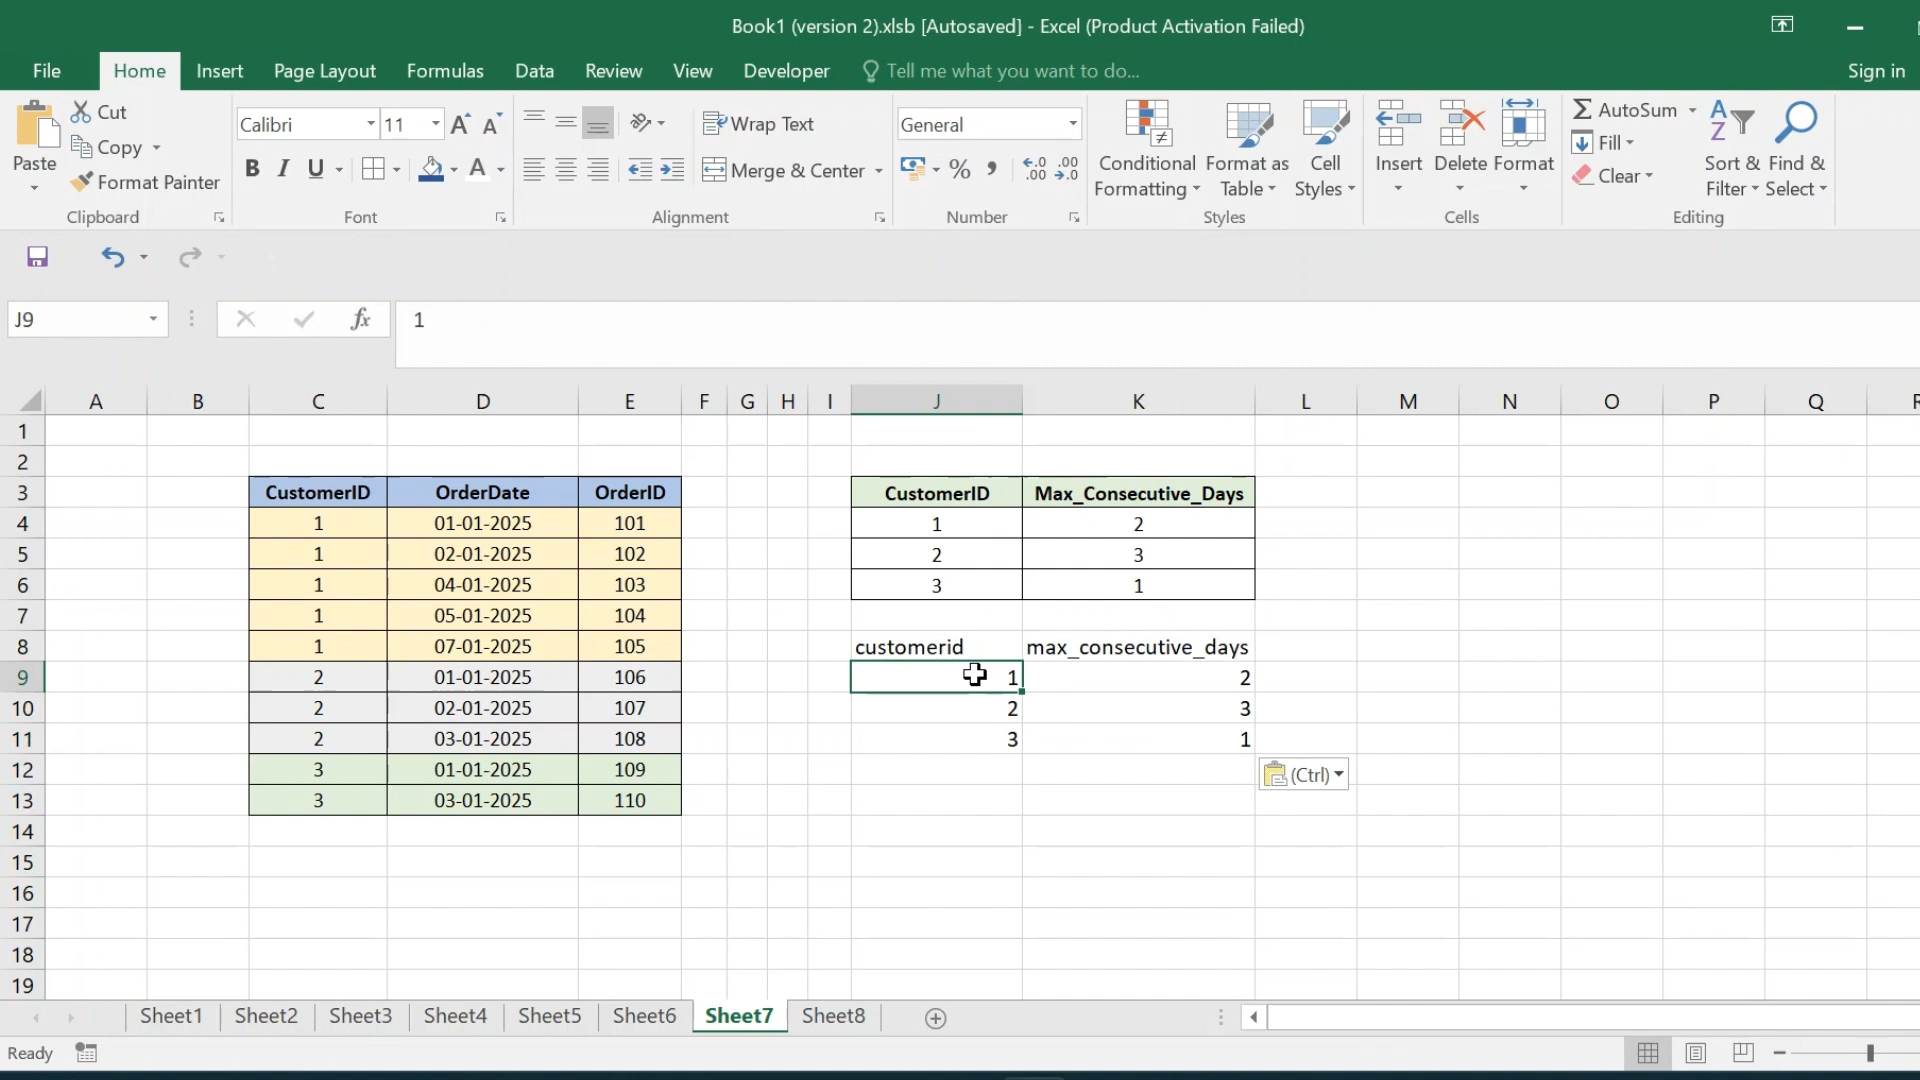 Book1 (version 2).xlsb [Autosaved] - Excel (Product Activation Failed)
File Home Insert Page Layout Formulas Data Review View Developer Tell me what you want to do... Sign in
Paste
Cut
Copy
Format Painter
Clipboard
Calibri 11
B I U A
Font
Wrap Text
Merge & Center
Alignment
General
% , .0 .00 .00 .0
Number
Conditional Formatting
Format as Table
Cell Styles
Styles
Insert Delete Format
Cells
AutoSum
Fill
Clear
Sort & Filter
Find & Select
Editing
J9 fx 1
A B C D E F G H I J K L M N O P Q
1
2
3 CustomerID OrderDate OrderID CustomerID Max_Consecutive_Days
4 1 01-01-2025 101 1 2
5 1 02-01-2025 102 2 3
6 1 04-01-2025 103 3 1
7 1 05-01-2025 104
8 1 07-01-2025 105 customerid max_consecutive_days
9 2 01-01-2025 106 1 2
10 2 02-01-2025 107 2 3
11 2 03-01-2025 108 3 1
12 3 01-01-2025 109 (Ctrl)
13 3 03-01-2025 110
14
15
16
17
18
19
Sheet1 Sheet2 Sheet3 Sheet4 Sheet5 Sheet6 Sheet7 Sheet8
Ready